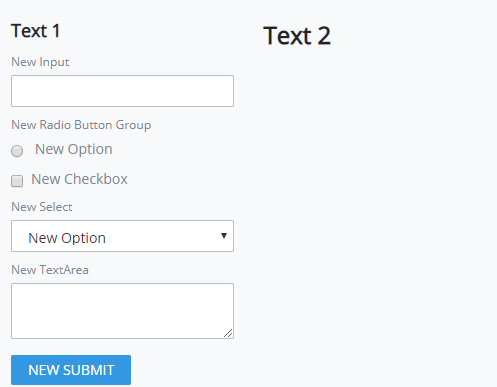 Text 1
New Input
New Radio Button Group
New Option
New Checkbox
New Select
New Option
New TextArea
NEW SUBMIT
Text 2